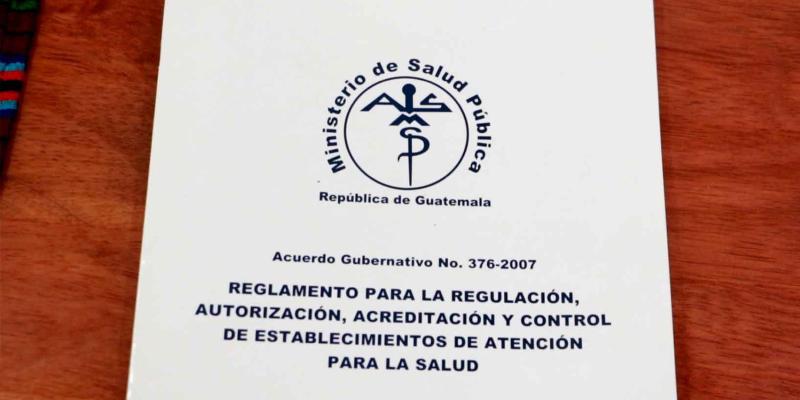 Ministerio de Salud Pública
MSPAS
República de Guatemala
Acuerdo Gubernativo No. 376-2007
REGLAMENTO PARA LA REGULACIÓN,
AUTORIZACIÓN, ACREDITACIÓN Y CONTROL
DE ESTABLECIMIENTOS DE ATENCIÓN
PARA LA SALUD